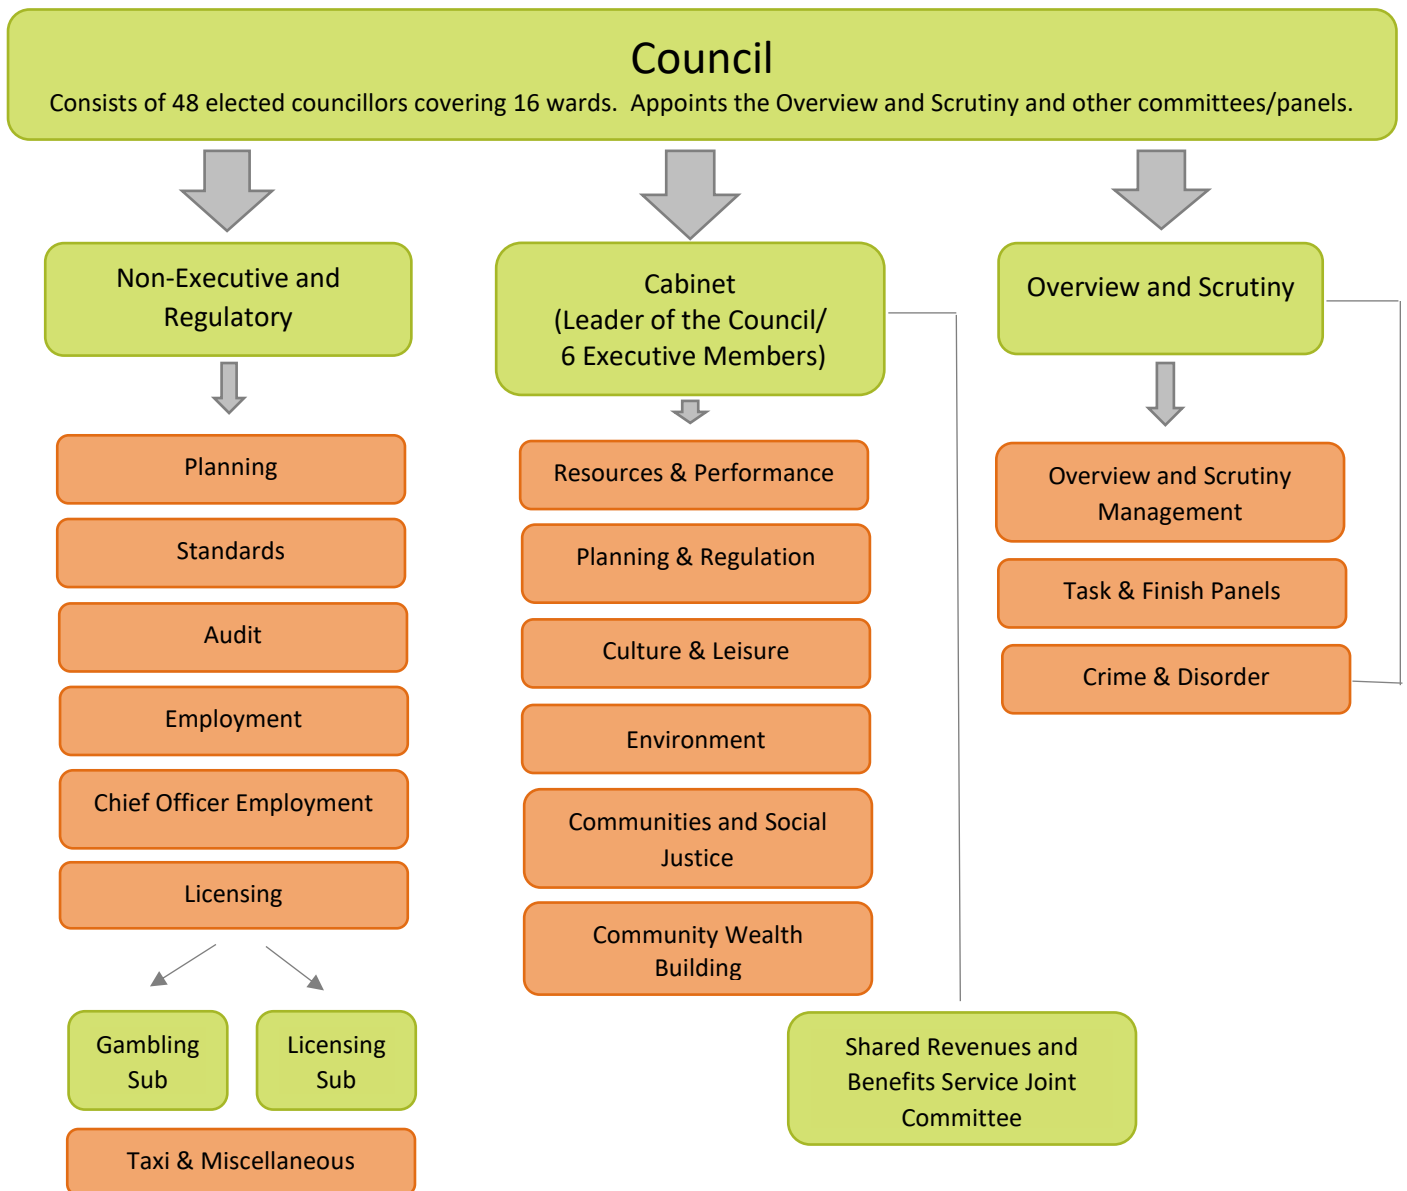 Council
Consists of 48 elected councillors covering 16 wards.  Appoints the Overview and Scrutiny and other committees/panels.
Non-Executive and
Regulatory
Planning
Standards
Audit
Employment
Chief Officer Employment
Licensing
Gambling
Sub
Licensing
Sub
Taxi & Miscellaneous
Cabinet
(Leader of the Council/
6 Executive Members)
Resources & Performance
Planning & Regulation
Culture & Leisure
Environment
Communities and Social
Justice
Community Wealth
Building
Shared Revenues and
Benefits Service Joint
Committee
Overview and Scrutiny
Overview and Scrutiny
Management
Task & Finish Panels
Crime & Disorder